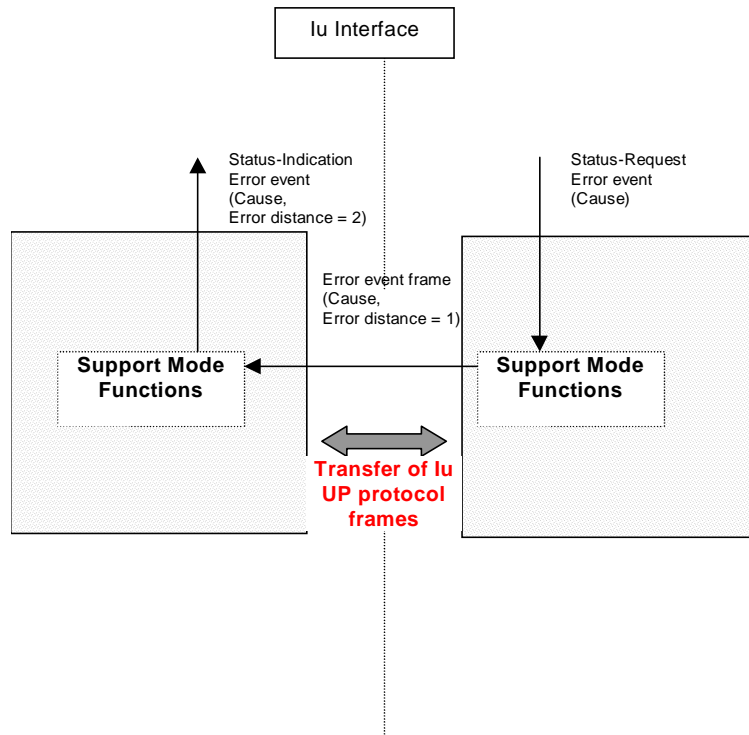 Iu Interface
Status-Indication
Error event
(Cause,
Error distance = 2)
Status-Request
Error event
(Cause)
Error event frame
(Cause,
Error distance = 1)
Support Mode
Functions
Support Mode
Functions
Transfer of Iu
UP protocol
frames